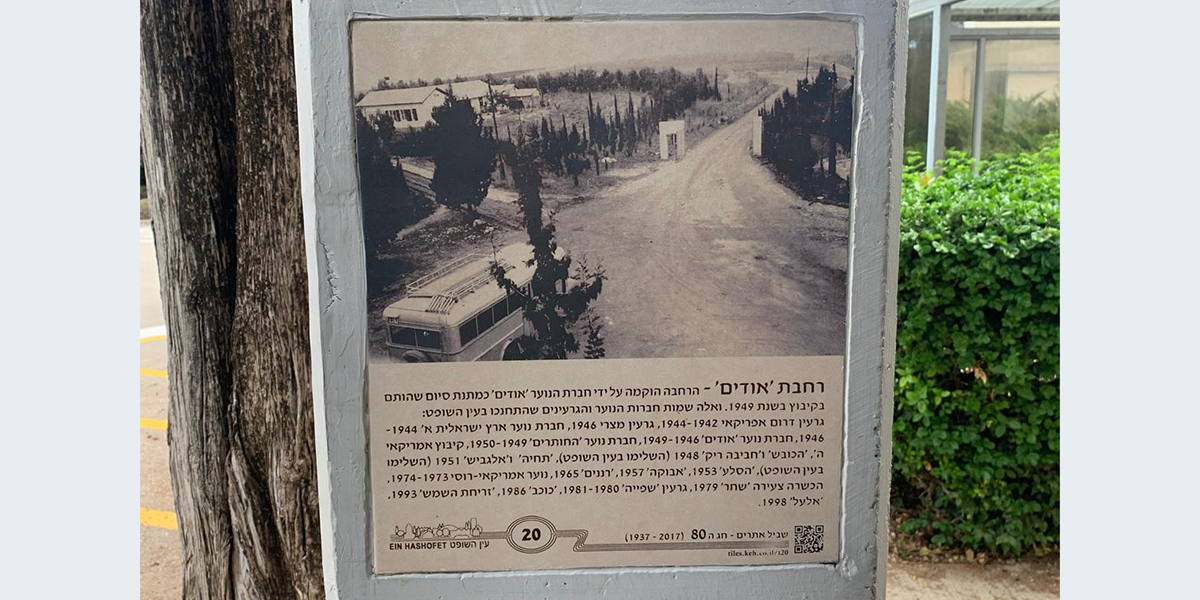 רחבת 'אודים' - הרחבה הוקמה על ידי חברת הנוער 'אודים' כמתנת סיום שהותם
בקיבוץ בשנת 1949. ואלה שמות חברות הנוער והגרעינים שהתחנכו בעין השופט:
גרעין דרום אפריקאי 1944-1942, גרעין מצרי 1946, חברת נוער ארץ ישראלית א' 1944-
1946, חברת נוער 'אודים' 1949-1946, חברת נוער 'החותרים' 1950-1949, קיבוץ אמריקאי
ה', 'הכובש' ו'חביבה ריק' 1948 (השלימו בעין השופט), 'תחיה' ו'אלגביש' 1951 (השלימו
בעין השופט), 'הסלע' 1953, 'אבוקה' 1957, 'רננים' 1965, נוער אמריקאי-רוסי 1974-1973,
הכשרה צעירה 'שחר' 1979, גרעין 'שפייה' 1981-1980, 'כוכב' 1986, 'זריחת השמש' 1993,
'אלעל' 1998.
שביל אתרים - חג ה 80 (1937 - 2017)
20
EIN HASHOFET עין השופט
tiles.keh.co.il/t20